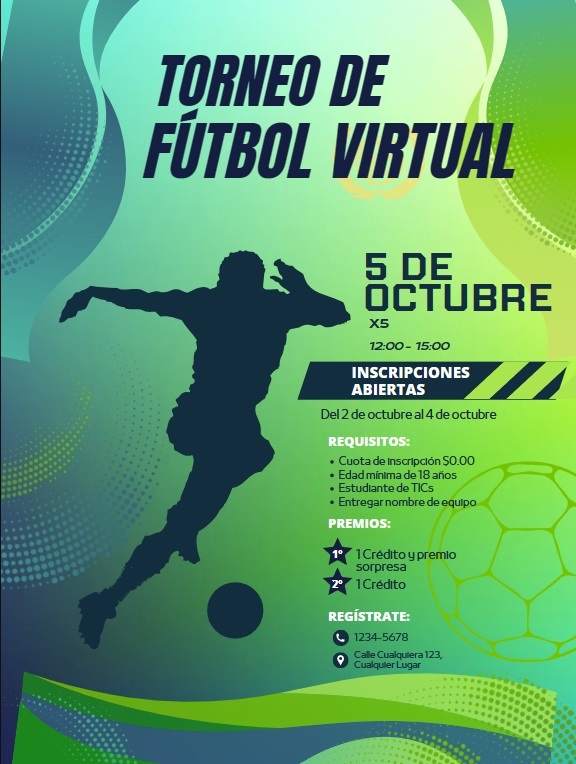 TORNEO DE
FÚTBOL VIRTUAL
5 DE
OCTUBRE
X5
12:00 - 15:00
INSCRIPCIONES
ABIERTAS
Del 2 de octubre al 4 de octubre
REQUISITOS:
• Cuota de inscripción $0.00
• Edad mínima de 18 años
• Estudiante de TICs
• Entregar nombre de equipo
PREMIOS:
1º 1 Crédito y premio
sorpresa
2º 1 Crédito
REGÍSTRATE:
1234-5678
Calle Cualquiera 123,
Cualquier Lugar